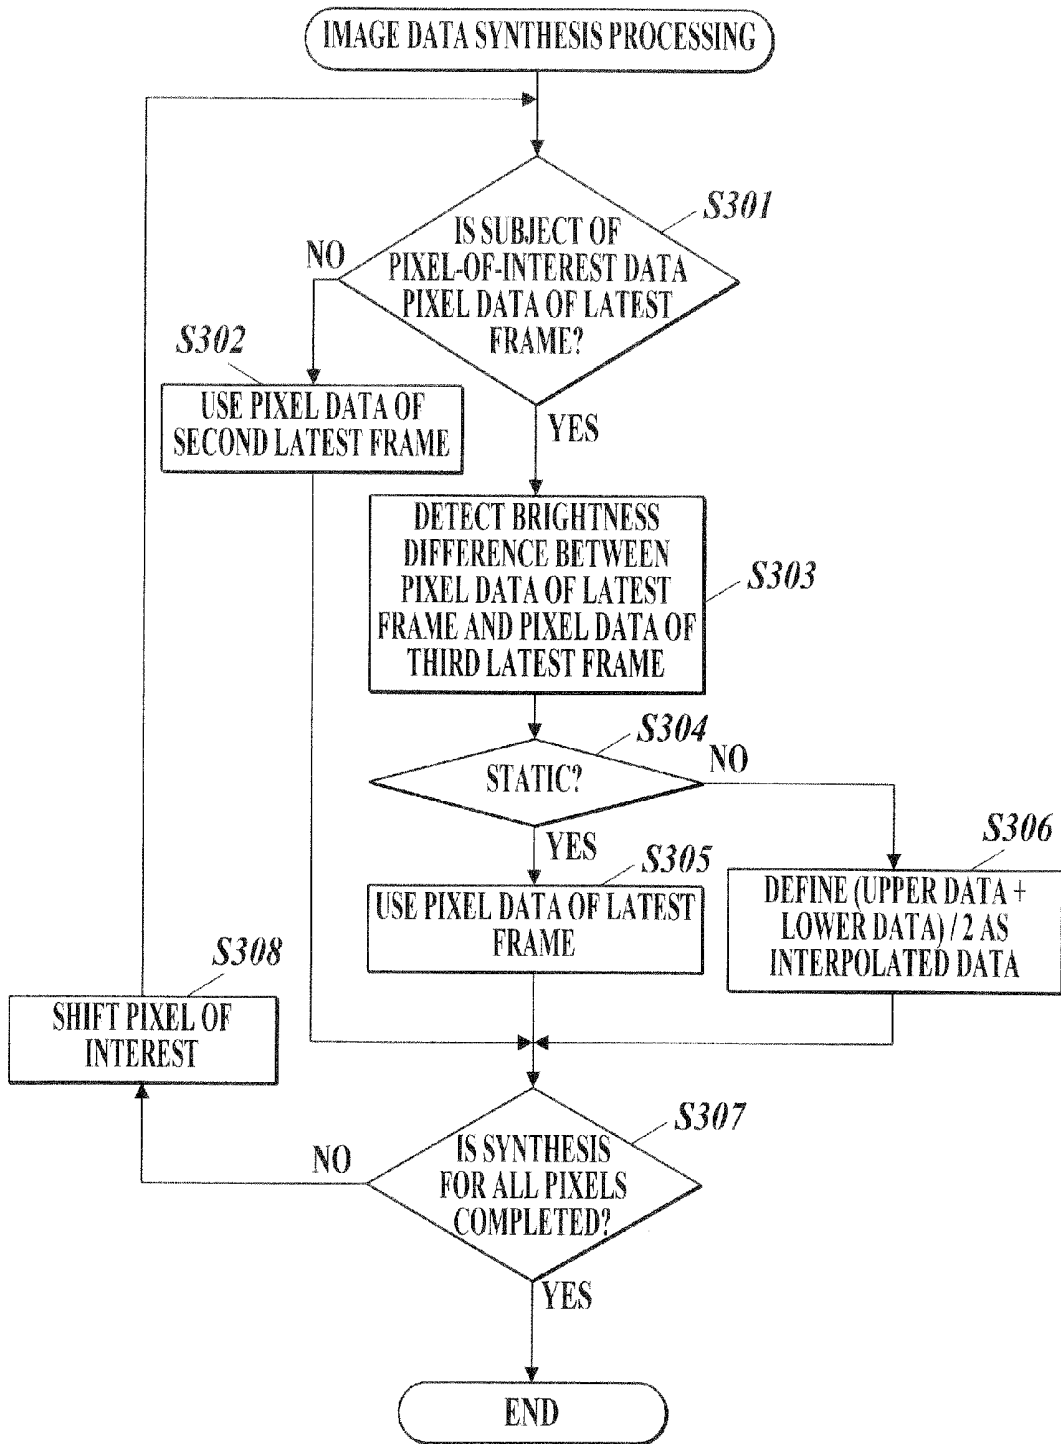 IMAGE DATA SYNTHESIS PROCESSING
S301
IS SUBJECT OF
PIXEL-OF-INTEREST DATA
PIXEL DATA OF LATEST
FRAME?
NO
YES
S302
USE PIXEL DATA OF
SECOND LATEST FRAME
DETECT BRIGHTNESS
DIFFERENCE BETWEEN
PIXEL DATA OF LATEST
FRAME AND PIXEL DATA OF
THIRD LATEST FRAME
S303
S304
STATIC?
NO
YES
S305
USE PIXEL DATA OF LATEST
FRAME
S306
DEFINE (UPPER DATA +
LOWER DATA) / 2 AS
INTERPOLATED DATA
S308
SHIFT PIXEL OF
INTEREST
S307
IS SYNTHESIS
FOR ALL PIXELS
COMPLETED?
NO
YES
END